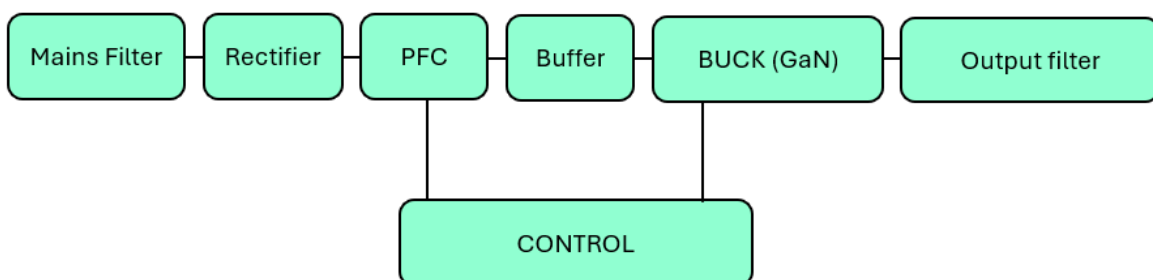 Mains Filter
Rectifier
PFC
Buffer
BUCK (GaN)
Output filter
CONTROL